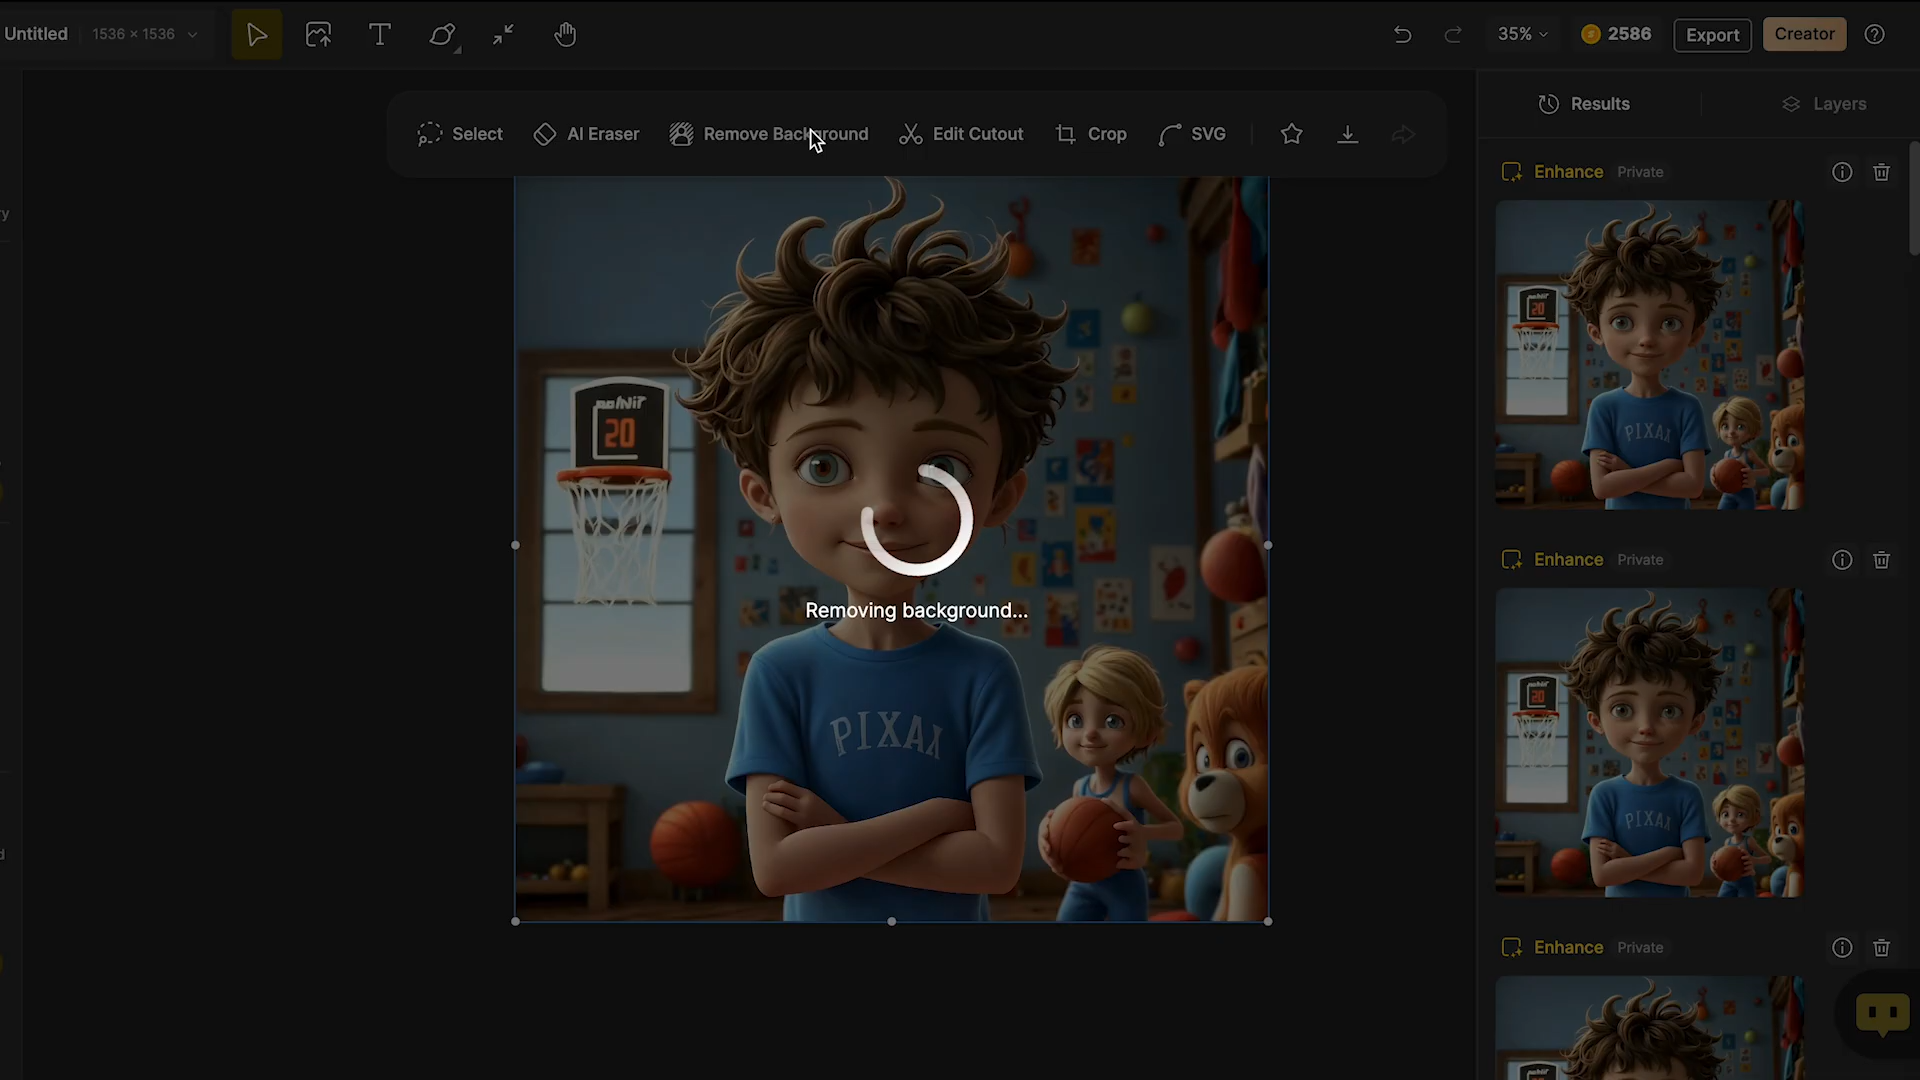 Untitled 1536 × 1536 35% 2586 Export Creator
Select AI Eraser Remove Background Edit Cutout Crop SVG
Results Layers
Enhance Private
20
Removing background...
PIXAX
Enhance Private
Enhance Private